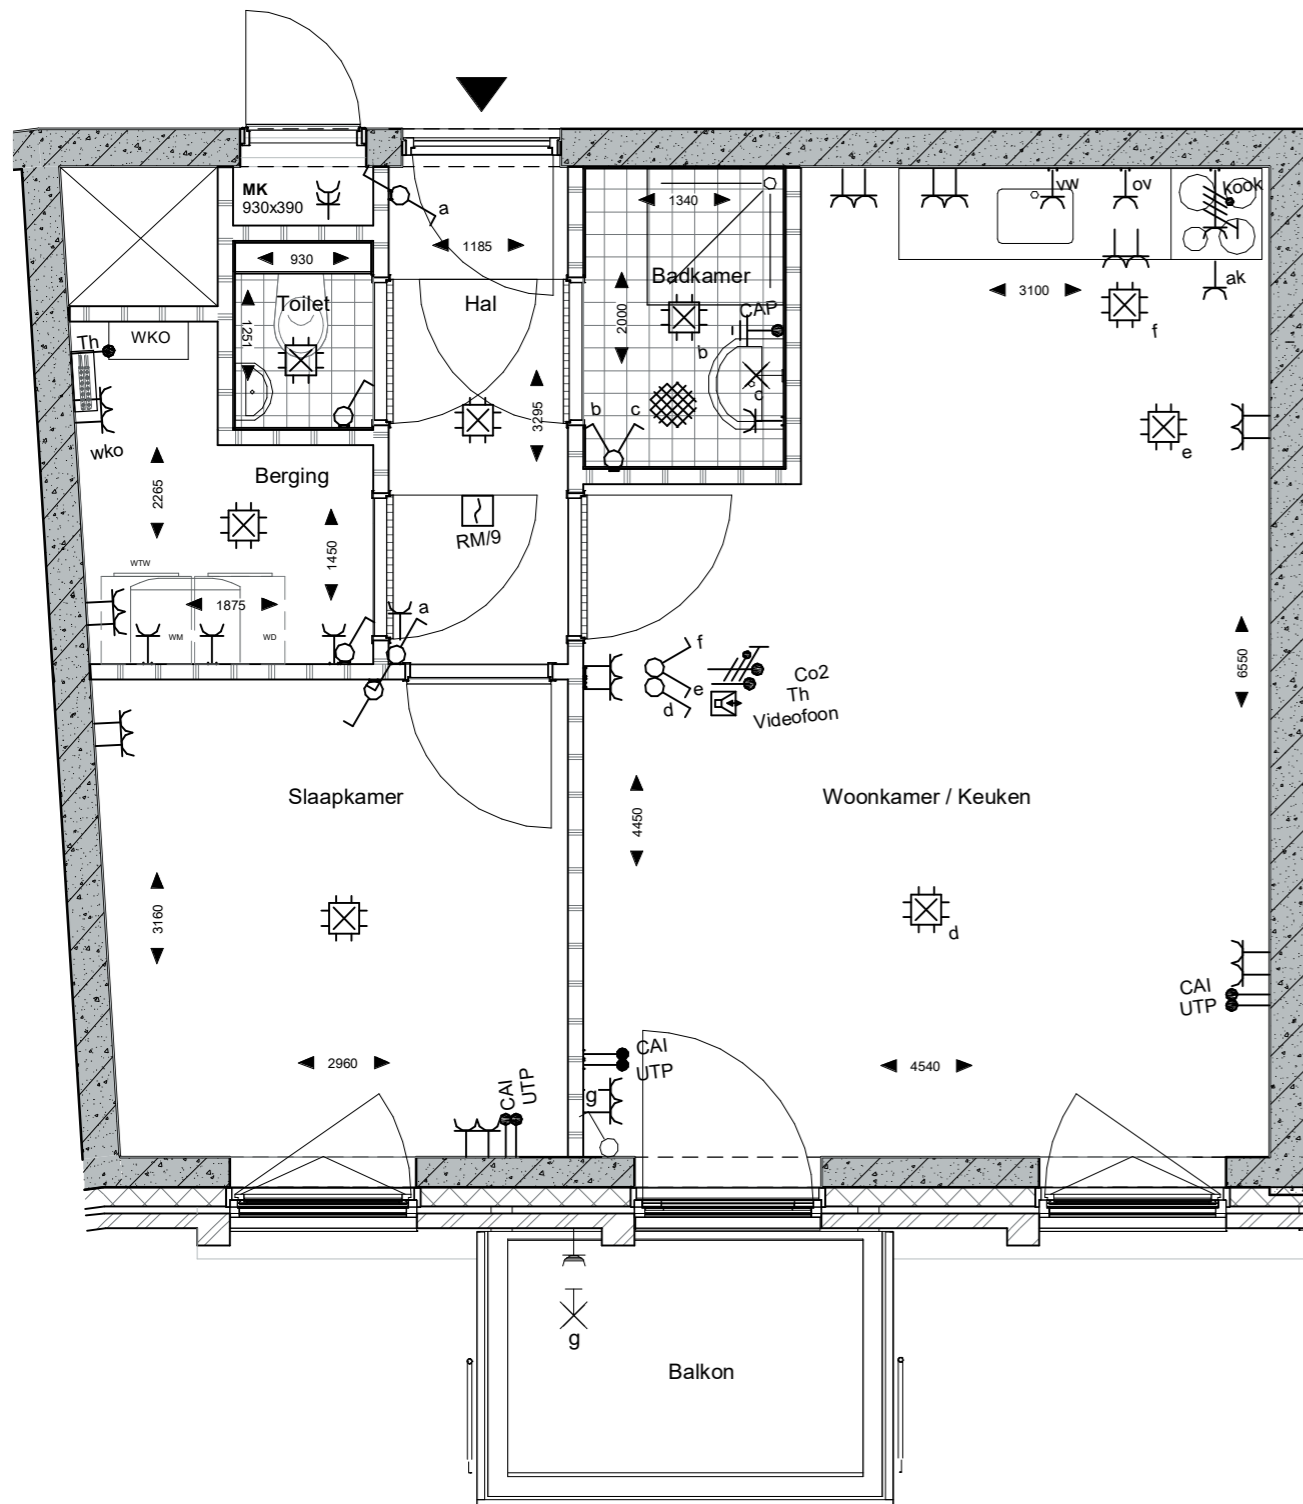 MK
930x390
a
1185
930
Toilet
Hal
1251
1340
Badkamer
2000
CAP
b
c
b
c
3295
vw
ov
kook
3100
ak
f
e
Th
WKO
wko
Berging
2265
1450
WTW
1875
WM
WD
RM/9
a
f
e
d
Co2
Th
Videofoon
6550
Slaapkamer
Woonkamer / Keuken
4450
3160
d
CAI
UTP
2960
CAI
UTP
CAI
UTP
g
4540
g
Balkon